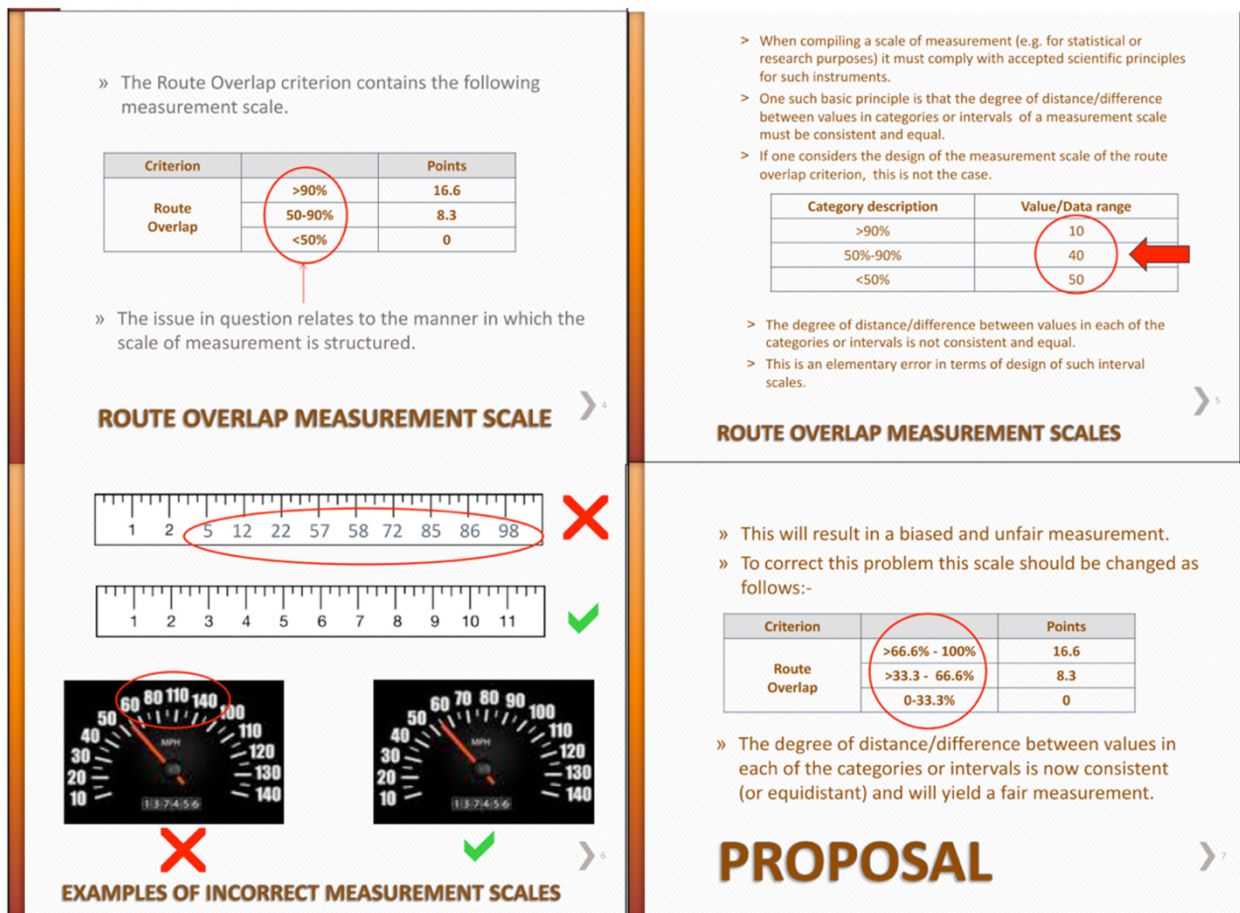 » The Route Overlap criterion contains the following
measurement scale.
Criterion Points
Route Overlap
>90% 16.6
50-90% 8.3
<50% 0
» The issue in question relates to the manner in which the
scale of measurement is structured.
ROUTE OVERLAP MEASUREMENT SCALE
4
> When compiling a scale of measurement (e.g. for statistical or
research purposes) it must comply with accepted scientific principles
for such instruments.
> One such basic principle is that the degree of distance/difference
between values in categories or intervals of a measurement scale
must be consistent and equal.
> If one considers the design of the measurement scale of the route
overlap criterion, this is not the case.
Category description Value/Data range
>90% 10
50%-90% 40
<50% 50
> The degree of distance/difference between values in each of the
categories or intervals is not consistent and equal.
> This is an elementary error in terms of design of such interval
scales.
5
ROUTE OVERLAP MEASUREMENT SCALES
1 2 5 12 22 57 58 72 85 86 98
1 2 3 4 5 6 7 8 9 10 11
10 20 30 40 50 60 80 110 140 100 110 120 130 140
MPH
137456
10 20 30 40 50 60 70 80 90 100 110 120 130 140
MPH
137456
6
EXAMPLES OF INCORRECT MEASUREMENT SCALES
» This will result in a biased and unfair measurement.
» To correct this problem this scale should be changed as
follows:-
Criterion Points
Route Overlap
>66.6% - 100% 16.6
>33.3 - 66.6% 8.3
0-33.3% 0
» The degree of distance/difference between values in
each of the categories or intervals is now consistent
(or equidistant) and will yield a fair measurement.
PROPOSAL
7